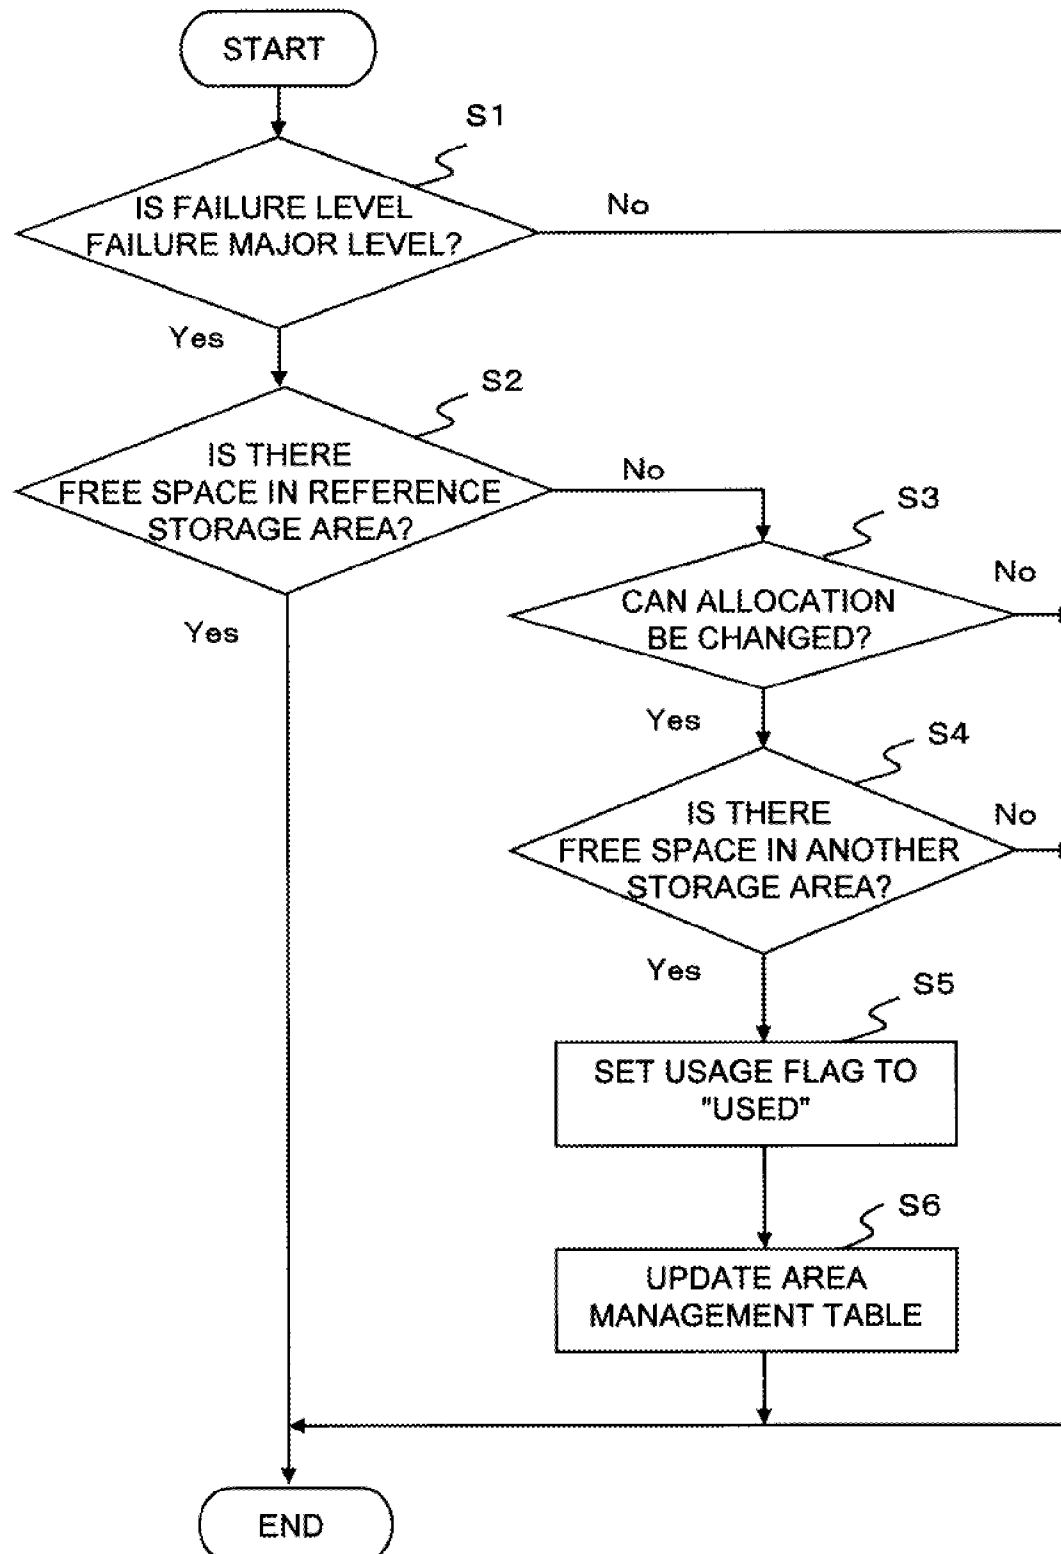 START
S1
IS FAILURE LEVEL
FAILURE MAJOR LEVEL?
No
Yes
S2
IS THERE
FREE SPACE IN REFERENCE
STORAGE AREA?
No
Yes
S3
CAN ALLOCATION
BE CHANGED?
No
Yes
S4
IS THERE
FREE SPACE IN ANOTHER
STORAGE AREA?
No
Yes
S5
SET USAGE FLAG TO
"USED"
S6
UPDATE AREA
MANAGEMENT TABLE
END